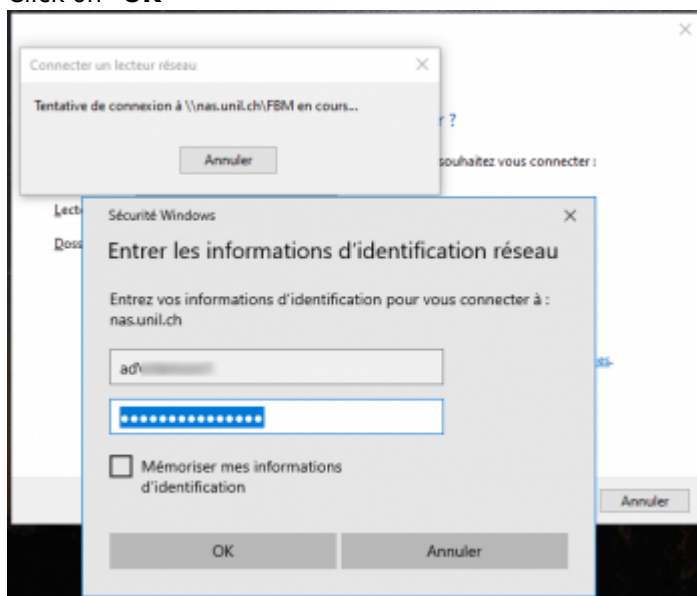 Click on "OK"
Connecter un lecteur réseau
Tentative de connexion à \\nas.unil.ch\FBM en cours...
Annuler
r ?
souhaitez vous connecter :
Lecte
Doss
Sécurité Windows
Entrer les informations d'identification réseau
Entrez vos informations d'identification pour vous connecter à :
nas.unil.ch
ad\
Mémoriser mes informations
d'identification
OK
Annuler
es.
Annuler